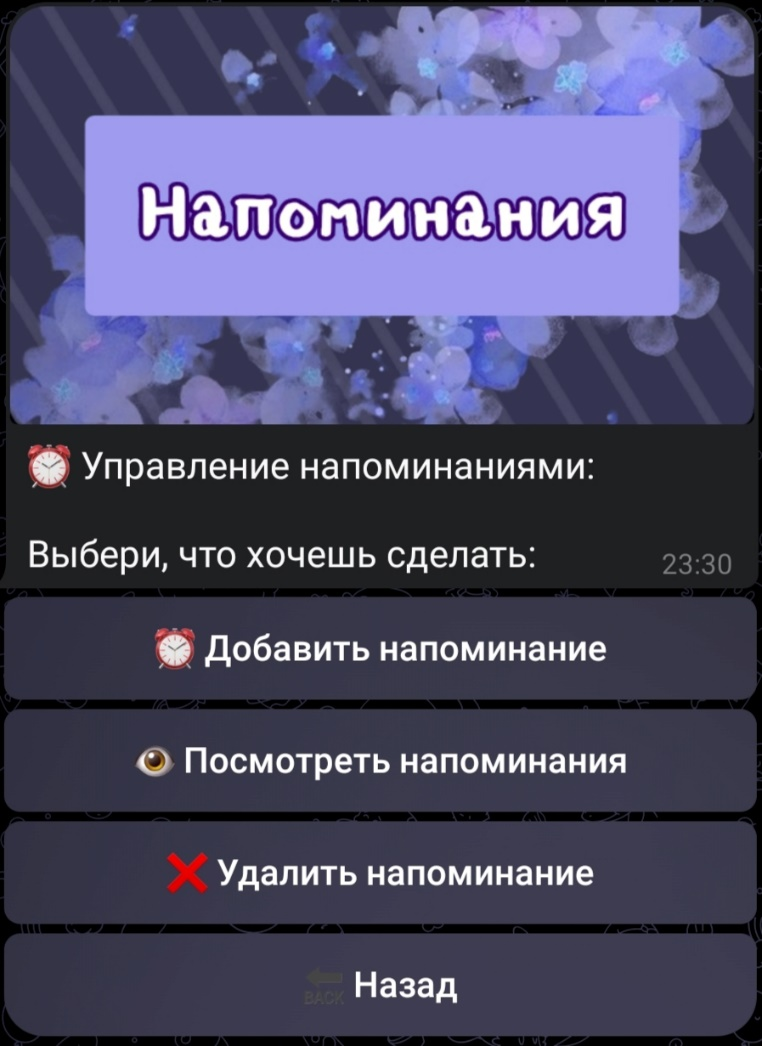 Напоминания
⏰ Управление напоминаниями:
Выбери, что хочешь сделать:
23:30
⏰ Добавить напоминание
👁 Посмотреть напоминания
❌ Удалить напоминание
🔙 Назад